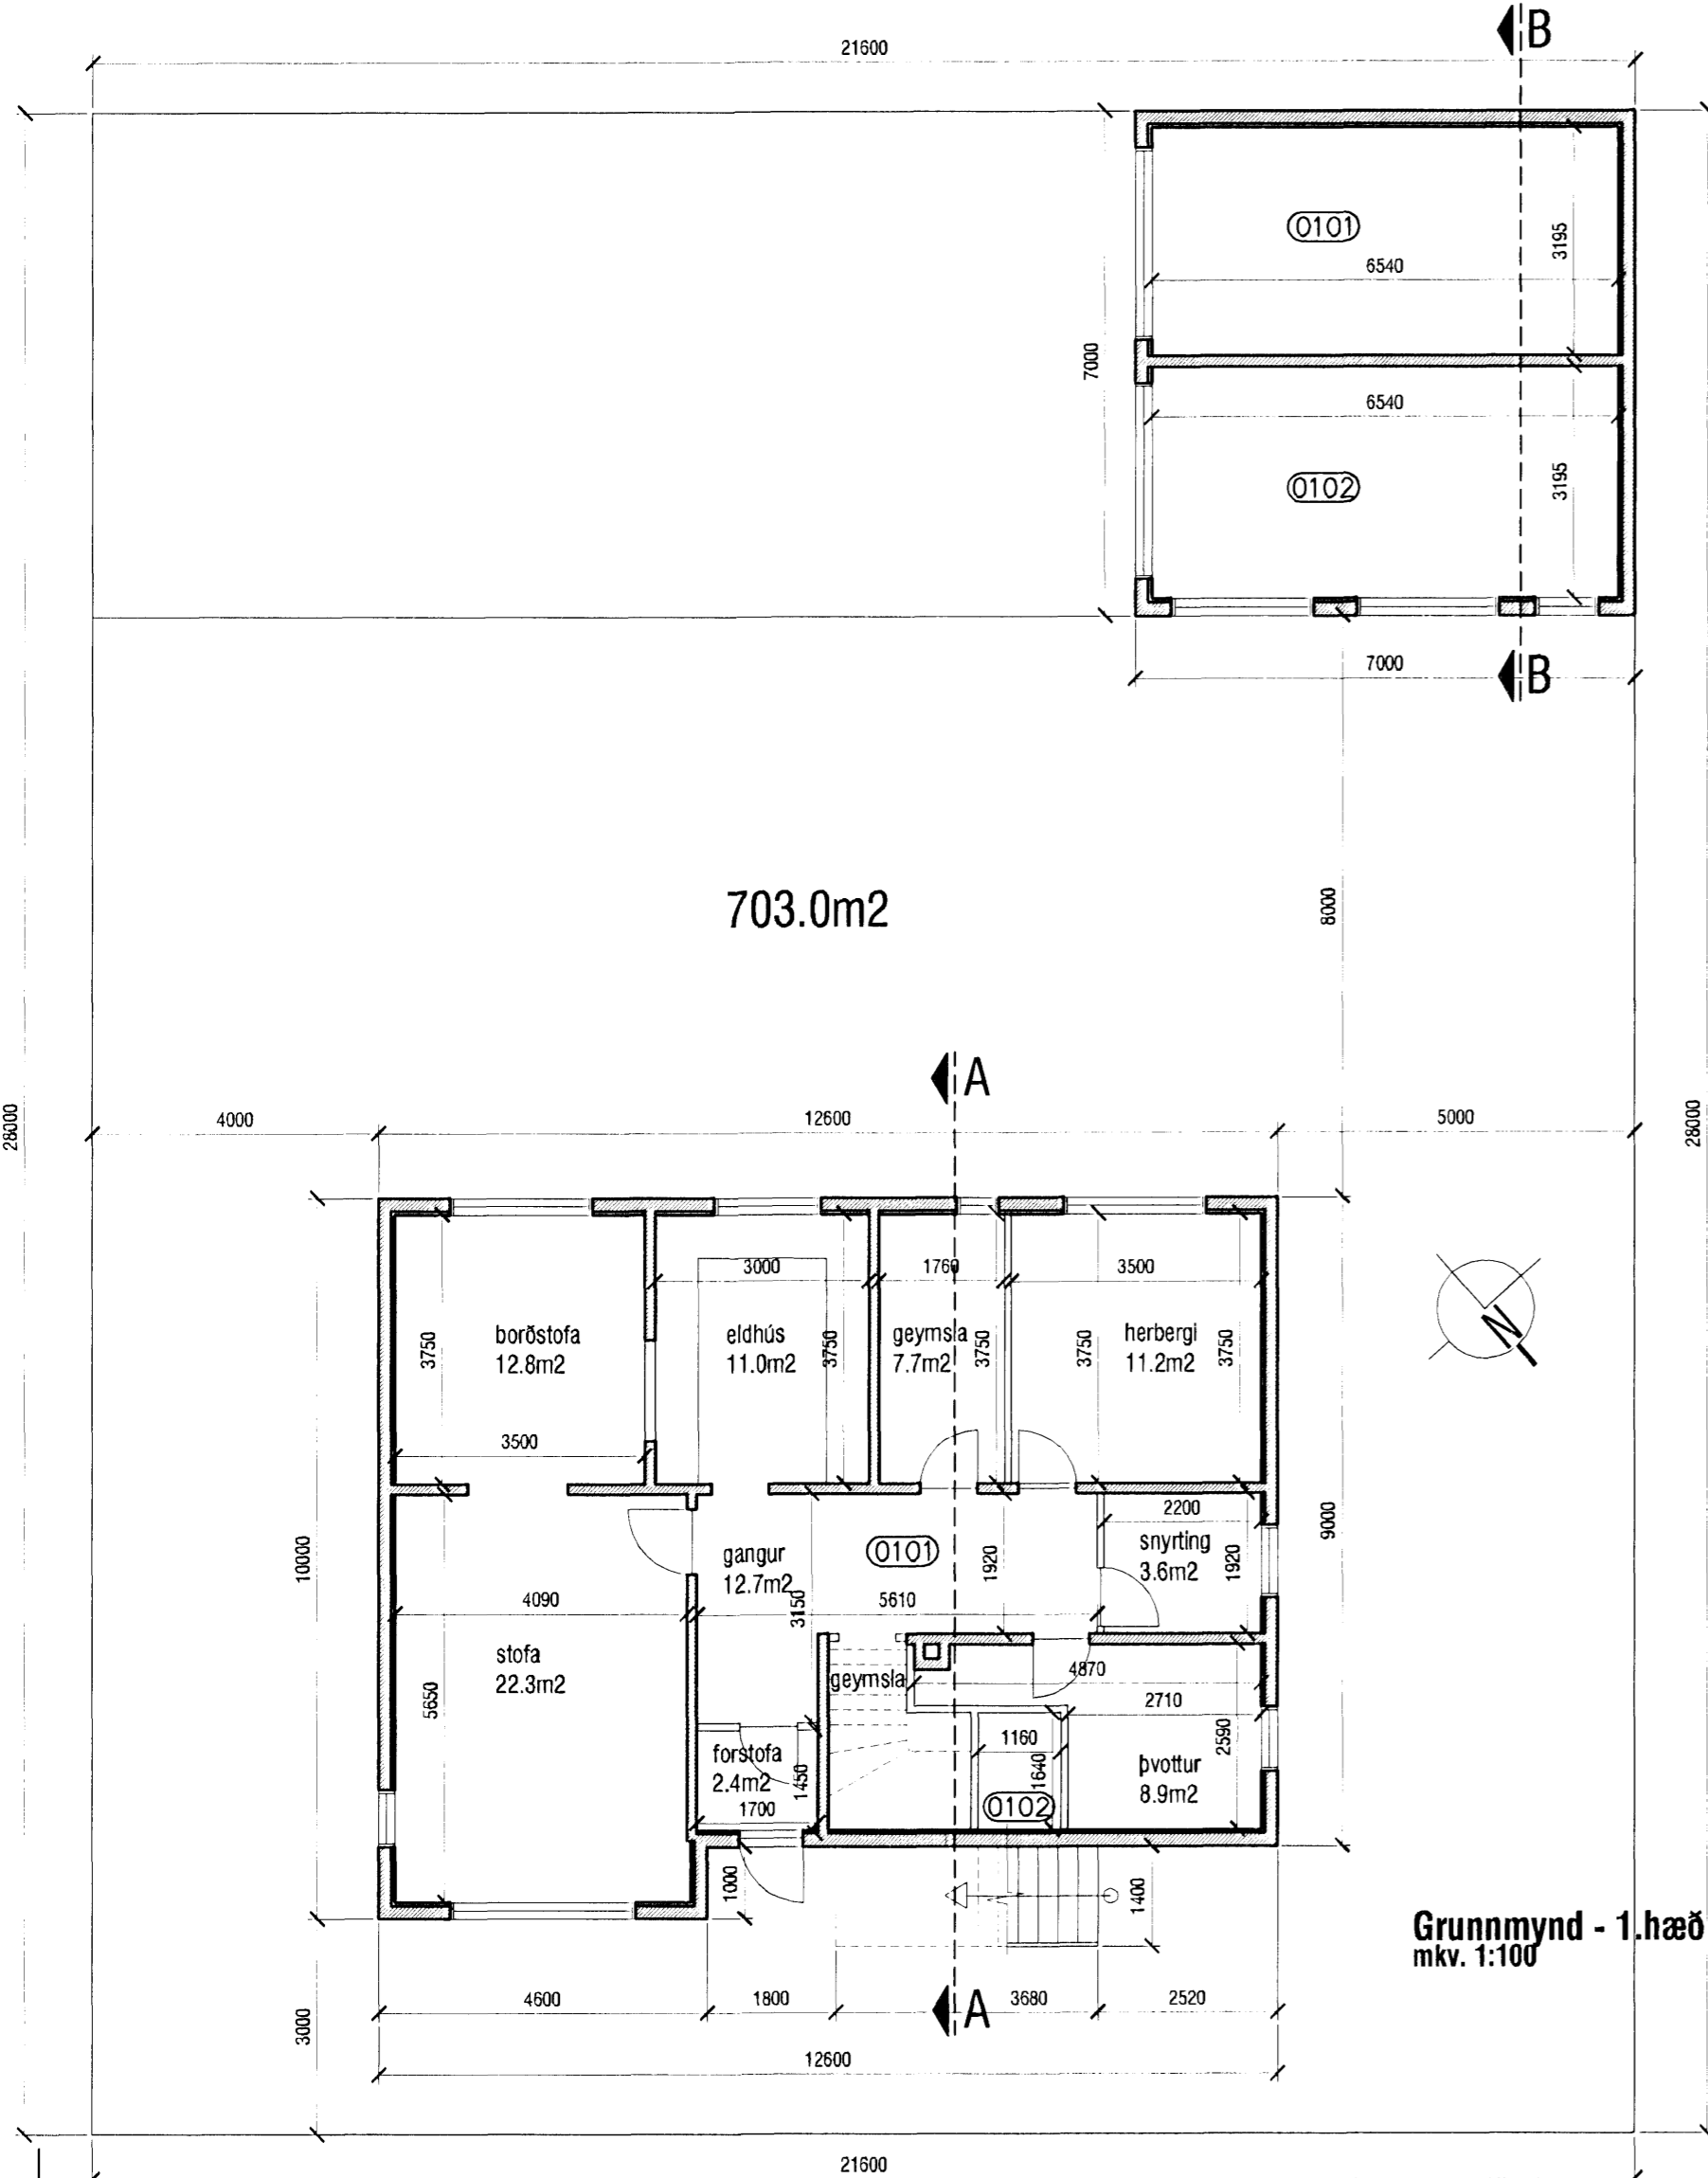 B
21600
0101
3195
6540
7000
6540
0102
3195
7000
B
703.0m2
8000
A
28000
4000
12600
5000
28000
3000
1760
3500
borðstofa
12.8m2
3750
eldhús
11.0m2
3750
geymsla
7.7m2
3750
3750
herbergi
11.2m2
3750
N
3500
2200
10000
9000
gangur
12.7m2
0101
1920
snyrting
3.6m2
1920
4090
3150
5610
stofa
22.3m2
5650
geymsla
4870
2710
forstofa
2.4m2
1450
1700
1160
1640
0102
þvottur
8.9m2
2590
1000
1400
Grunnmynd - 1.hæð
mkv. 1:100
4600
1800
A
3680
2520
3000
12600
21600